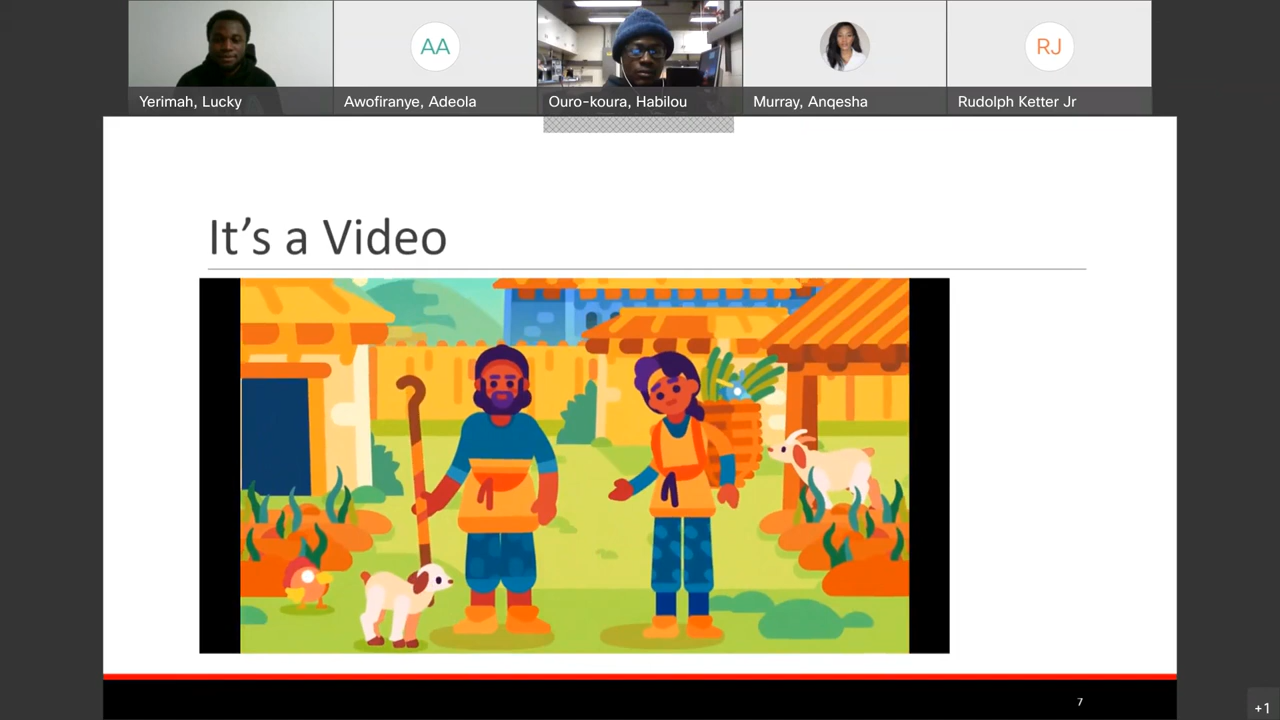 AA
RJ
Yerimah, Lucky
Awofiranye, Adeola
Ouro-koura, Habilou
Murray, Anqesha
Rudolph Ketter Jr
It's a Video
7
+1